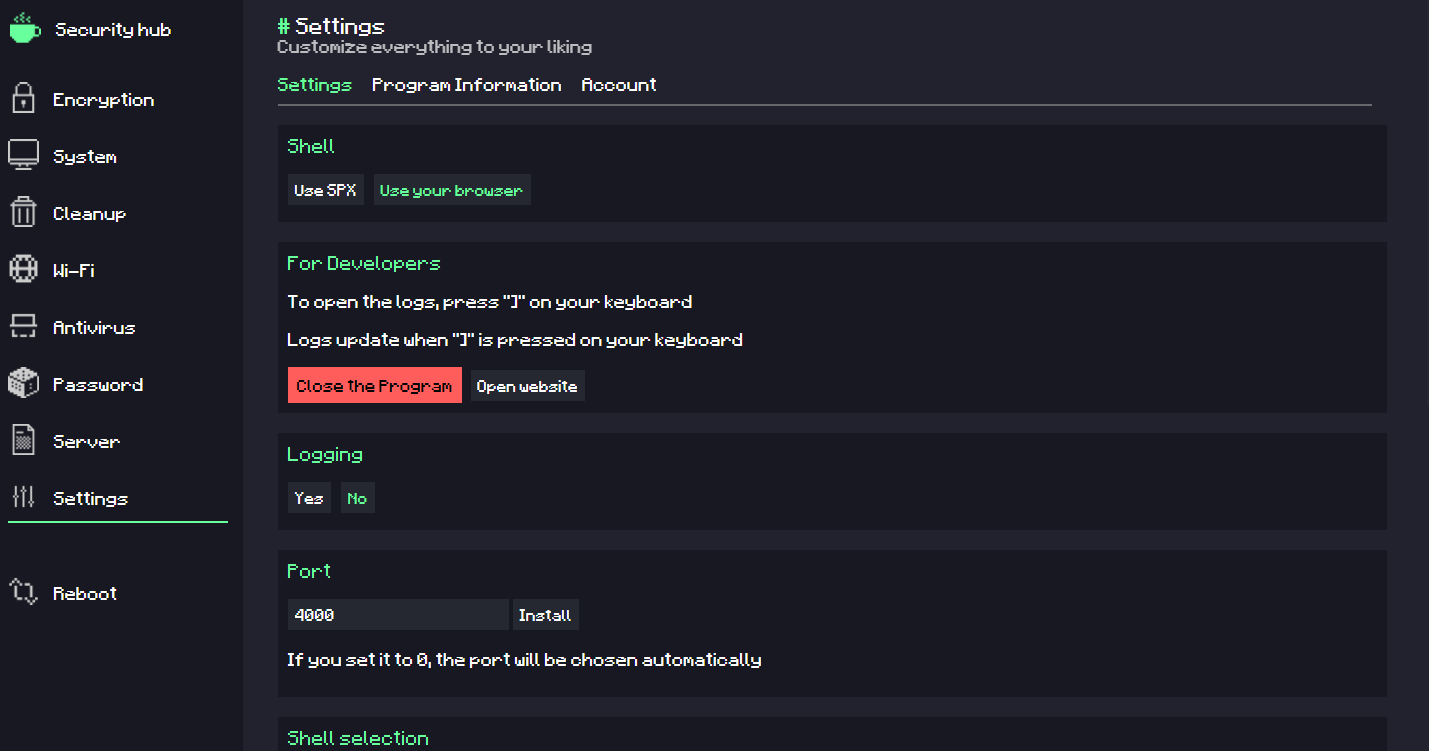 Security hub
Encryption
System
Cleanup
Wi-Fi
Antivirus
Password
Server
Settings
Reboot
# Settings
Customize everything to your liking
Settings Program Information Account
Shell
Use SPX Use your browser
For Developers
To open the logs, press "]" on your keyboard
Logs update when "]" is pressed on your keyboard
Close the Program Open website
Logging
Yes No
Port
4000 Install
If you set it to 0, the port will be chosen automatically
Shell selection